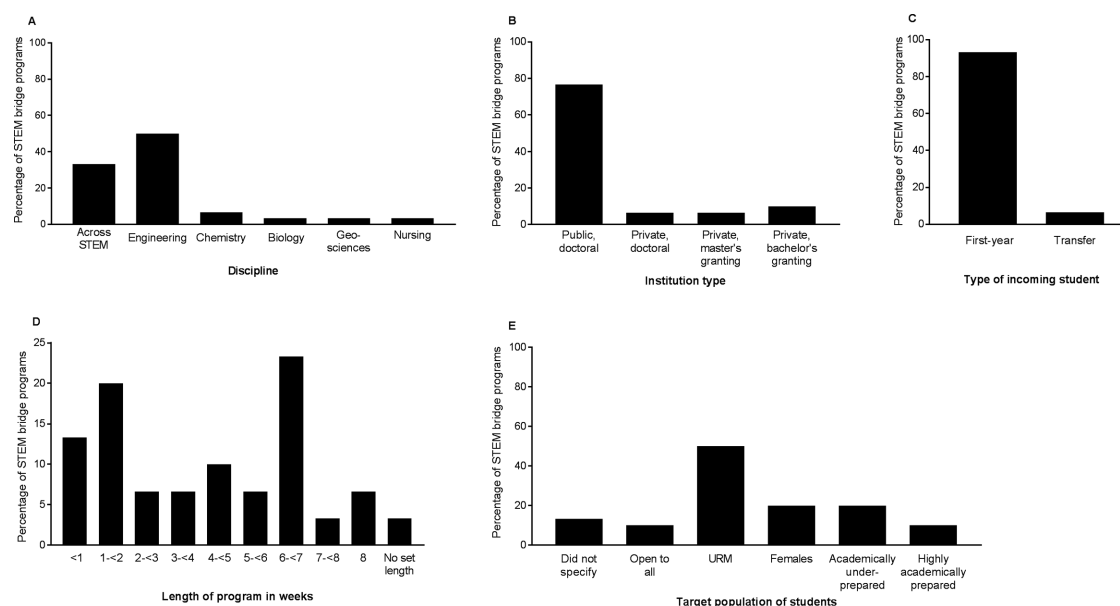 A
Percentage of STEM bridge programs
100
80
60
40
20
0
Across
STEM
Engineering
Chemistry
Biology
Geo-
sciences
Nursing
Discipline
B
Percentage of STEM bridge programs
100
80
60
40
20
0
Public,
doctoral
Private,
doctoral
Private,
master's
granting
Private,
bachelor's
granting
Institution type
C
Percentage of STEM bridge programs
100
80
60
40
20
0
First-year
Transfer
Type of incoming student
D
Percentage of STEM bridge programs
25
20
15
10
5
0
<1
1-<2
2-<3
3-<4
4-<5
5-<6
6-<7
7-<8
8
No set
length
Length of program in weeks
E
Percentage of STEM bridge programs
100
80
60
40
20
0
Did not
specify
Open to
all
URM
Females
Academically
under-
prepared
Highly
academically
prepared
Target population of students